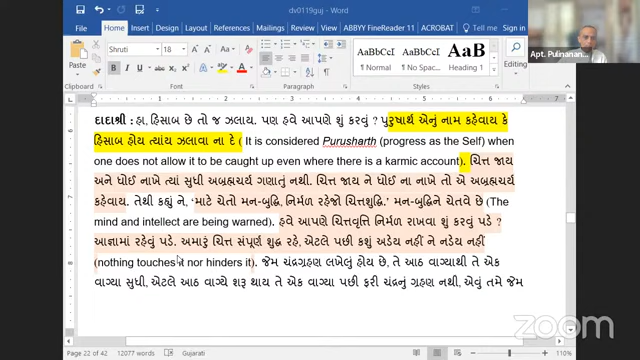 dv0119guj - Word
File
Home
Insert
Design
Layout
References
Mailings
Review
View
ABBYY FineReader 11
ACROBAT
Tell me
Share
Shruti
18
Paste
Clipboard
Font
Paragraph
Styles
Editing
AaBbCcI
AaBbCcI
AaB
¶ Normal
¶ No Spac...
Heading 1
Apt. Pulinanan...
દાદાશ્રી : હા, હિસાબ છે તો જ ઝલાય. પણ હવે આપણે શું કરવું ? પુરુષાર્થ એનું નામ કહેવાય કે
હિસાબ હોય ત્યાંય ઝલાવા ના દે ( It is considered Purusharth (progress as the Self) when
one does not allow it to be caught up even where there is a karmic account). ચિત્ત જાય
અને ધોઈ નાખે ત્યાં સુધી અબ્રહ્મચર્ય ગણાતું નથી. ચિત્ત જાય ને ધોઈ ના નાખે તો એ અબ્રહ્મચર્ય
કહેવાય. તેથી કહ્યું ને, ‘માટે ચેતો મન-બુદ્ધિ, નિર્મળ રહેજો ચિત્તશુદ્ધિ.’ મન-બુદ્ધિને ચેતવે છે (The
mind and intellect are being warned). હવે આપણે ચિત્તવૃત્તિ નિર્મળ રાખવા શું કરવું પડે ?
આજ્ઞામાં રહેવું પડે. અમારું ચિત્ત સંપૂર્ણ શુદ્ધ રહે, એટલે પછી કશું અડેય નહીં ને નડેય નહીં
(nothing touches it nor hinders it). જેમ ચંદ્રગ્રહણ લખેલું હોય છે, તે આઠ વાગ્યાથી તે એક
વાગ્યા સુધી, એટલે આઠ વાગ્યે શરૂ થાય તે એક વાગ્યા પછી ફરી ચંદ્રનું ગ્રહણ નથી, એવું તમે જેમ
Page 22 of 42
12077 words
Gujarati
zoom